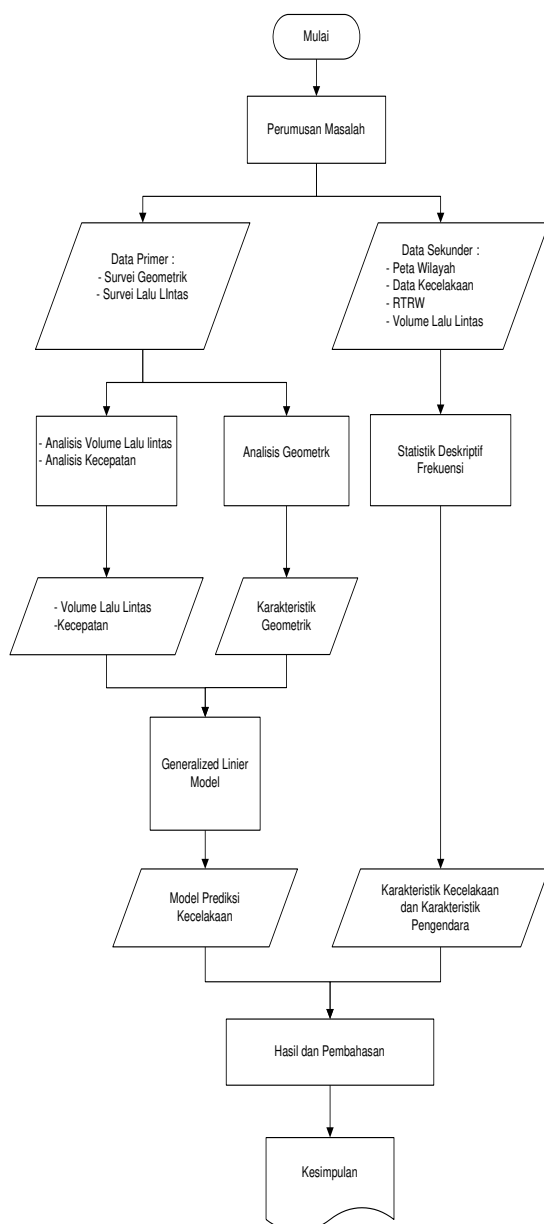 Mulai
Perumusan Masalah
Data Primer :
- Survei Geometrik
- Survei Lalu LIntas
Data Sekunder :
- Peta Wilayah
- Data Kecelakaan
- RTRW
- Volume Lalu Lintas
- Analisis Volume Lalu lintas
- Analisis Kecepatan
Analisis Geometrk
Statistik Deskriptif
Frekuensi
- Volume Lalu Lintas
-Kecepatan
Karakteristik
Geometrik
Generalized Linier
Model
Model Prediksi
Kecelakaan
Karakteristik Kecelakaan
dan Karakteristik
Pengendara
Hasil dan Pembahasan
Kesimpulan